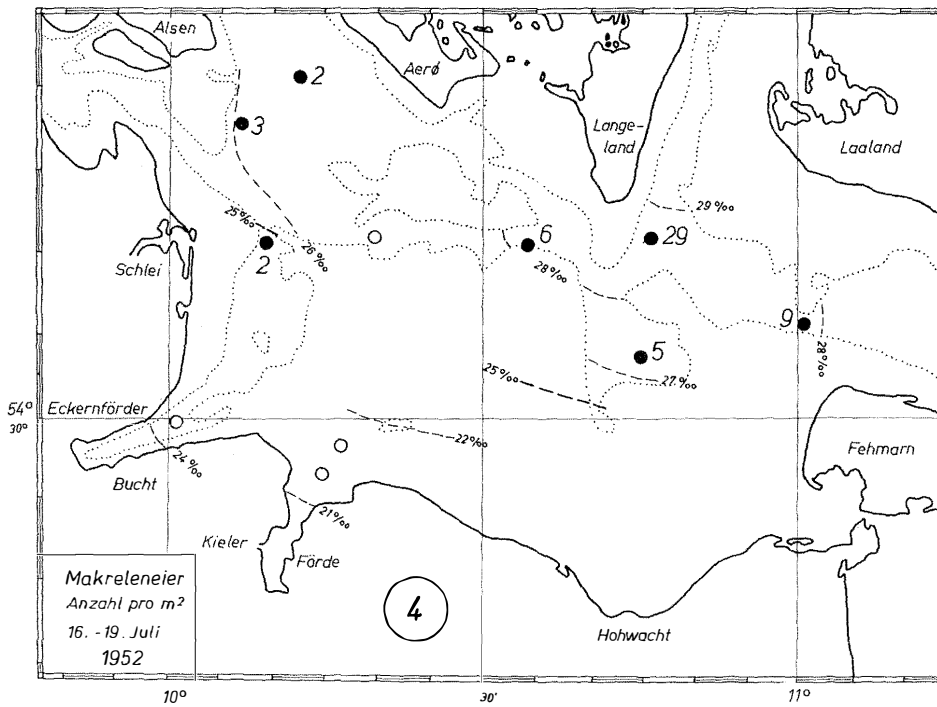 Alsen
2
Aerø
3
Lange-
land
Laaland
25‰
26‰
29‰
2
6
29
Schlei
28‰
9
28‰
5
25‰
27‰
54°
30°
Eckernförder
22‰
24‰
Fehmarn
Bucht
21‰
Kieler
Förde
Makreleneier
Anzahl pro m²
16. - 19. Juli
1952
4
Hohwacht
10°
30'
11°